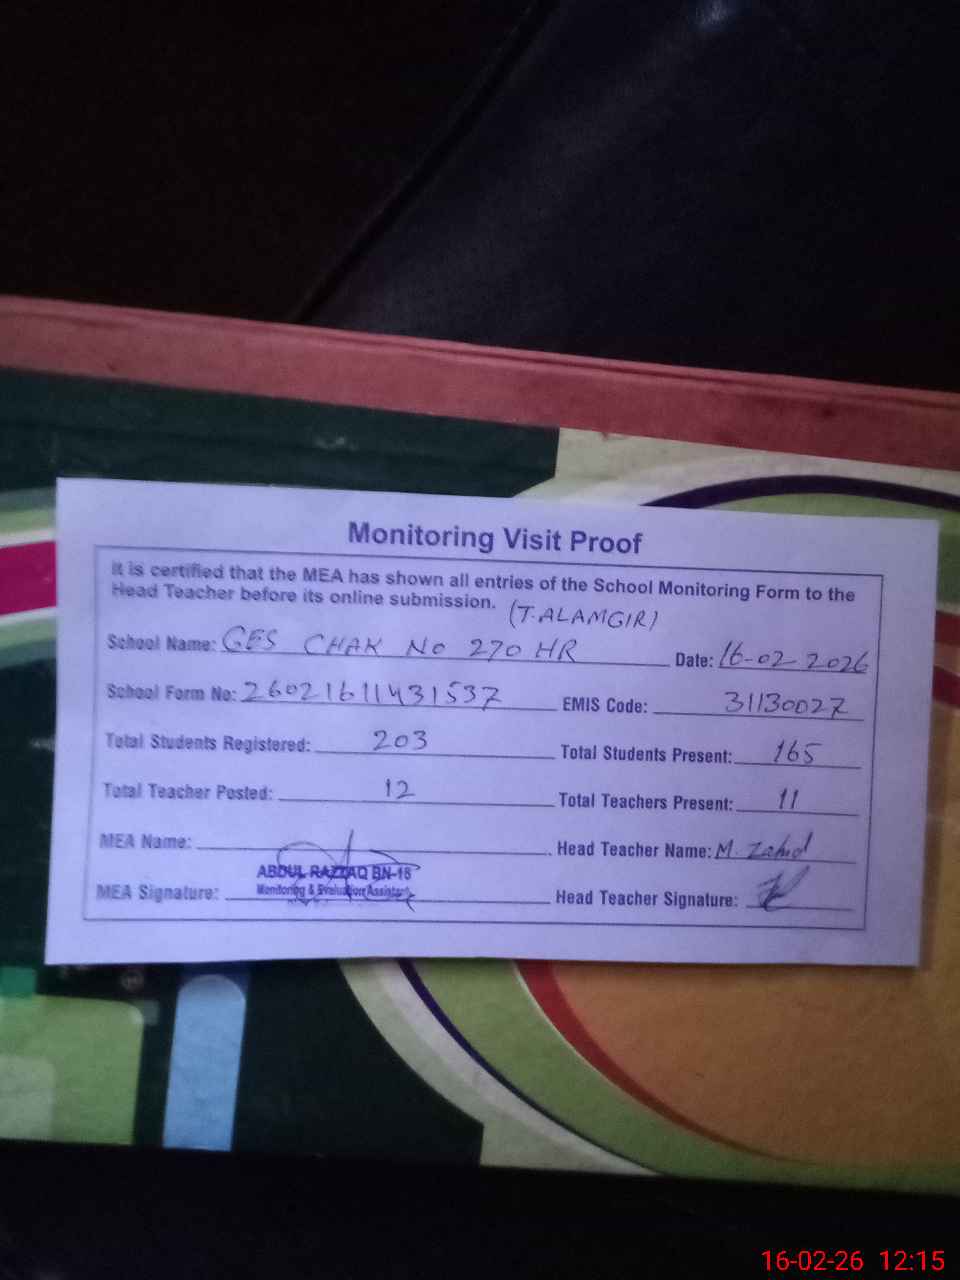 Monitoring Visit Proof
It is certified that the MEA has shown all entries of the School Monitoring Form to the
Head Teacher before its online submission.
(T.ALAMGIR)
School Name: GES CHAK No 270 HR Date: 16-02-2026
School Form No: 26021611431537 EMIS Code: 31130027
Total Students Registered: 203 Total Students Present: 165
Total Teacher Posted: 12 Total Teachers Present: 11
MEA Name: Head Teacher Name: M. Zahid
ABDUL RAZZAQ BN-16
Monitoring & Evaluation Assistant
MEA Signature: Head Teacher Signature:
16-02-26 12:15